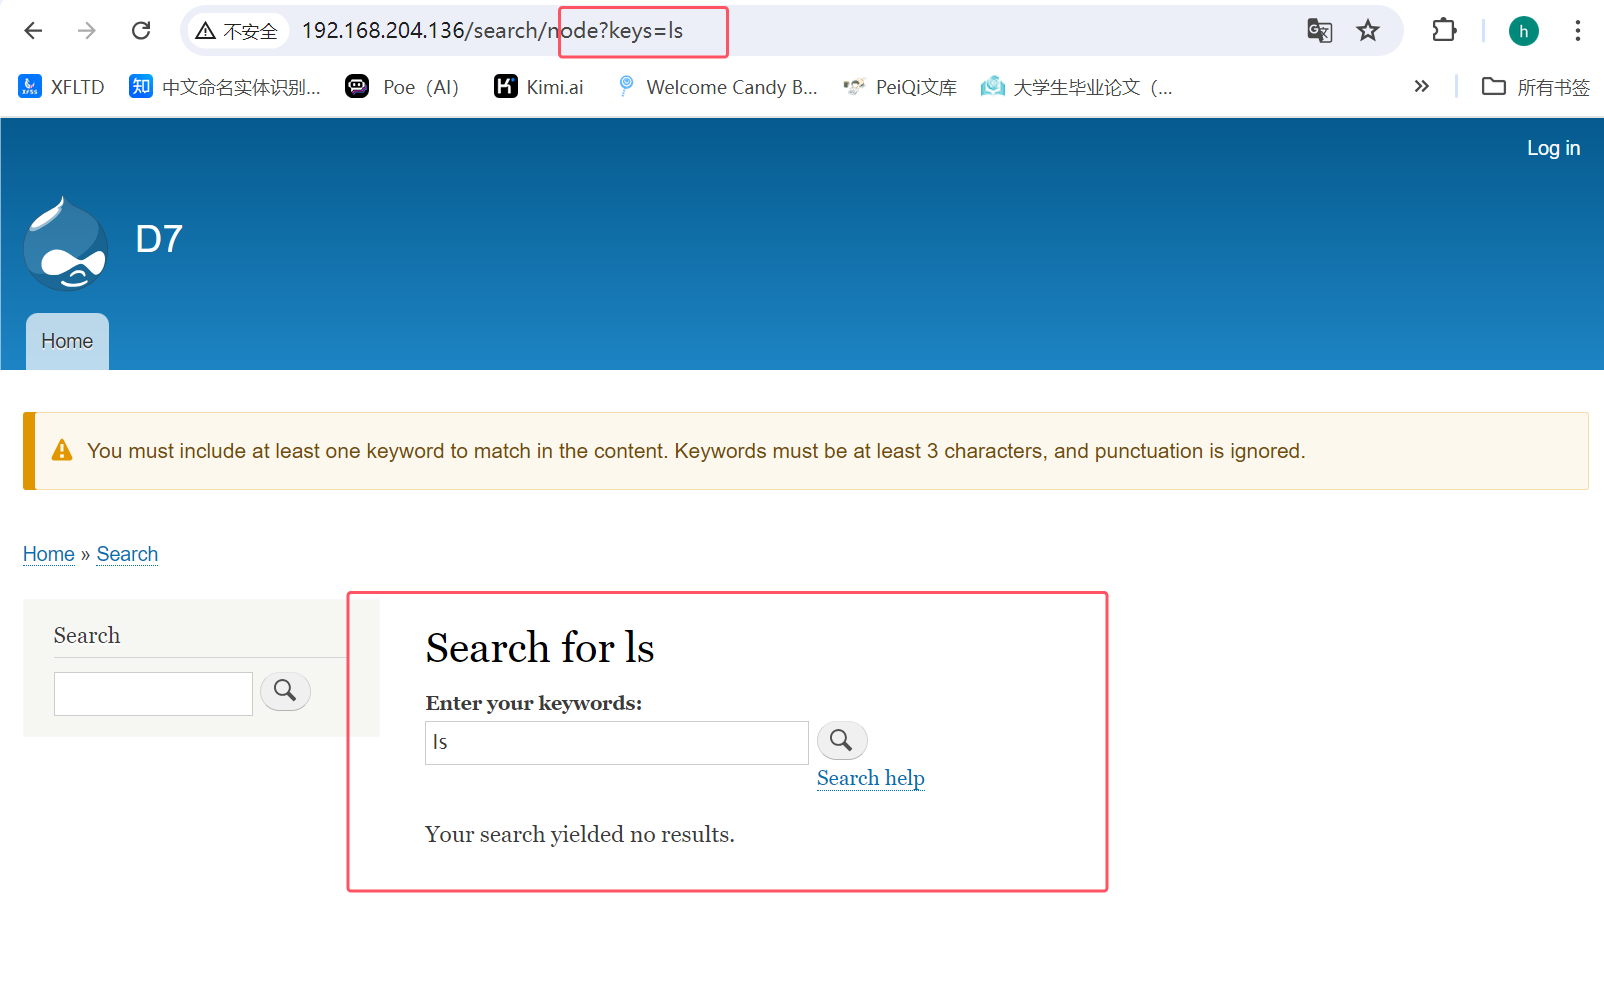 不安全 192.168.204.136/search/node?keys=ls h
XFLTD 知 中文命名实体识别... Poe（AI） Kimi.ai Welcome Candy B... PeiQi文库 大学生毕业论文（... » 所有书签
Log in
D7
Home
You must include at least one keyword to match in the content. Keywords must be at least 3 characters, and punctuation is ignored.
Home » Search
Search
Search for ls
Enter your keywords:
ls
Search help
Your search yielded no results.